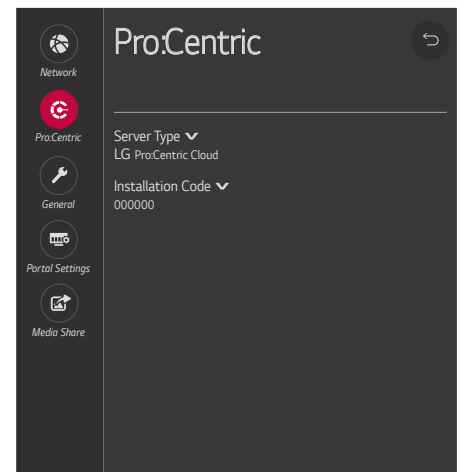 Pro:Centric
Network
Pro:Centric
General
Portal Settings
Media Share
Server Type
LG Pro:Centric Cloud
Installation Code
000000